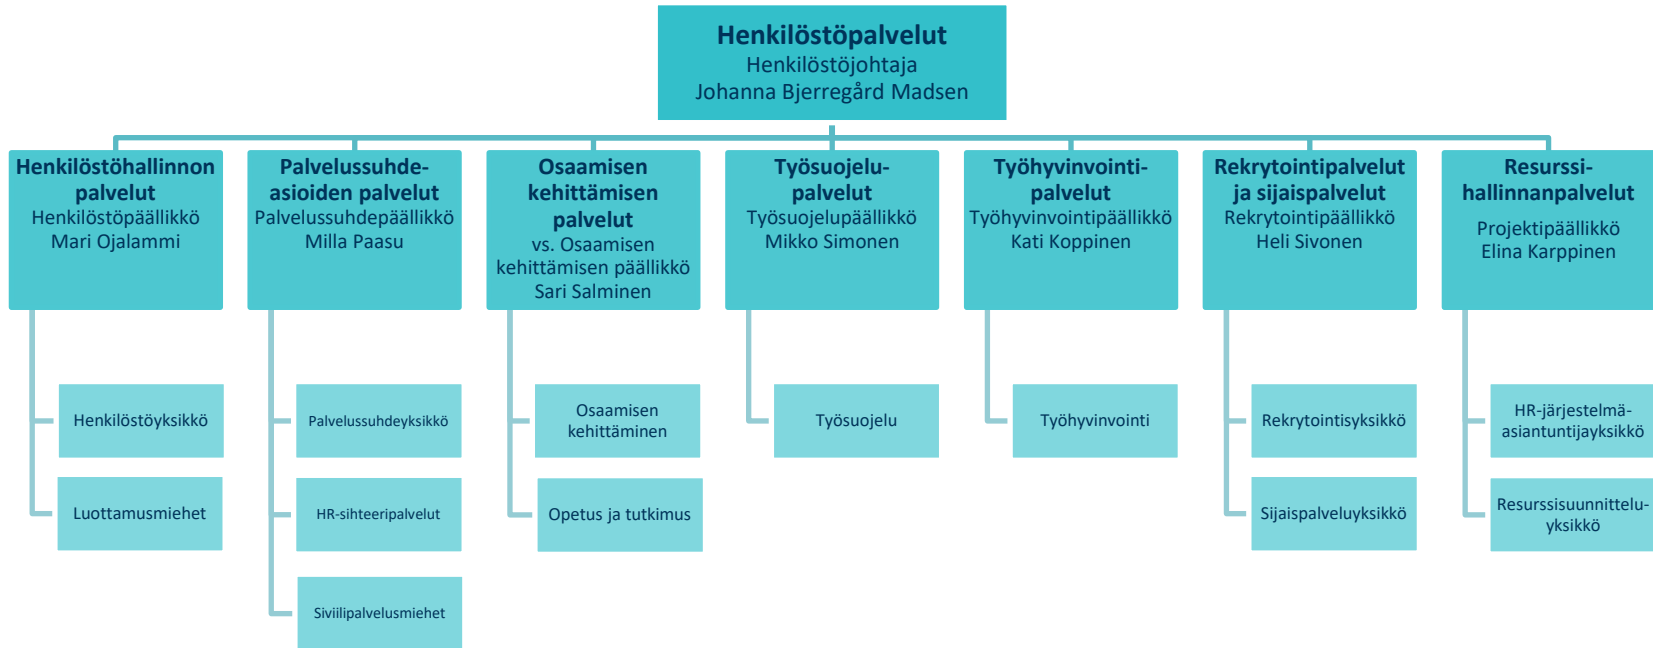 Henkilöstöpalvelut
Henkilöstöjohtaja
Johanna Bjerregård Madsen
Henkilöstöhallinnon
palvelut
Henkilöstöpäällikkö
Mari Ojalammi
Palvelussuhde-
asioiden palvelut
Palvelussuhdepäällikkö
Milla Paasu
Osaamisen
kehittämisen
palvelut
vs. Osaamisen
kehittämisen päällikkö
Sari Salminen
Työsuojelu-
palvelut
Työsuojelupäällikkö
Mikko Simonen
Työhyvinvointi-
palvelut
Työhyvinvointipäällikkö
Kati Koppinen
Rekrytointipalvelut
ja sijaispalvelut
Rekrytointipäällikkö
Heli Sivonen
Resurssi-
hallinnanpalvelut
Projektipäällikkö
Elina Karppinen
Henkilöstöyksikkö
Luottamusmiehet
Palvelussuhdeyksikkö
HR-sihteeripalvelut
Siviilipalvelusmiehet
Osaamisen
kehittäminen
Opetus ja tutkimus
Työsuojelu
Työhyvinvointi
Rekrytointisyksikkö
Sijaispalveluyksikkö
HR-järjestelmä-
asiantuntijayksikkö
Resurssisuunnittelu-
yksikkö